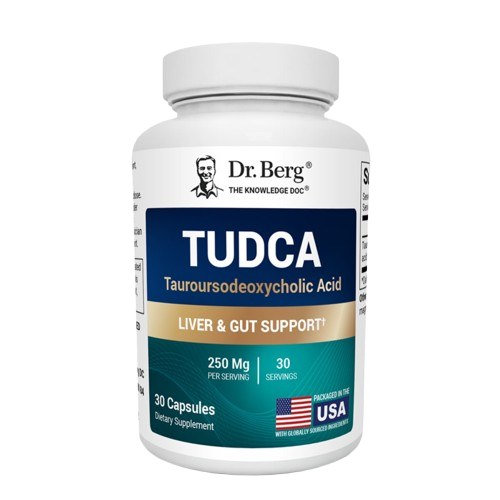 Dr. Berg®
THE KNOWLEDGE DOC®
TUDCA
Tauroursodeoxycholic Acid
LIVER & GUT SUPPORT†
250 Mg
PER SERVING
30
SERVINGS
30 Capsules
Dietary Supplement
PACKAGED IN THE
USA
WITH GLOBALLY SOURCED INGREDIENTS